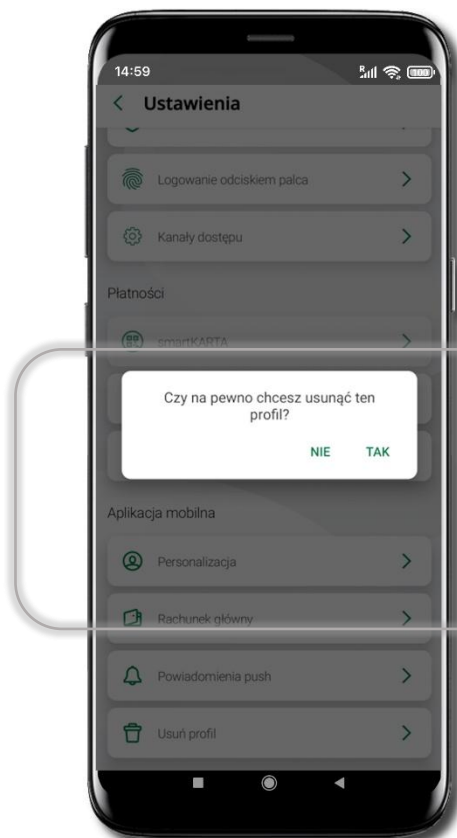 14:59
Ustawienia
Logowanie odciskiem palca
Kanały dostępu
Płatności
smartKARTA
Czy na pewno chcesz usunąć ten
profil?
NIE TAK
Aplikacja mobilna
Personalizacja
Rachunek główny
Powiadomienia push
Usuń profil